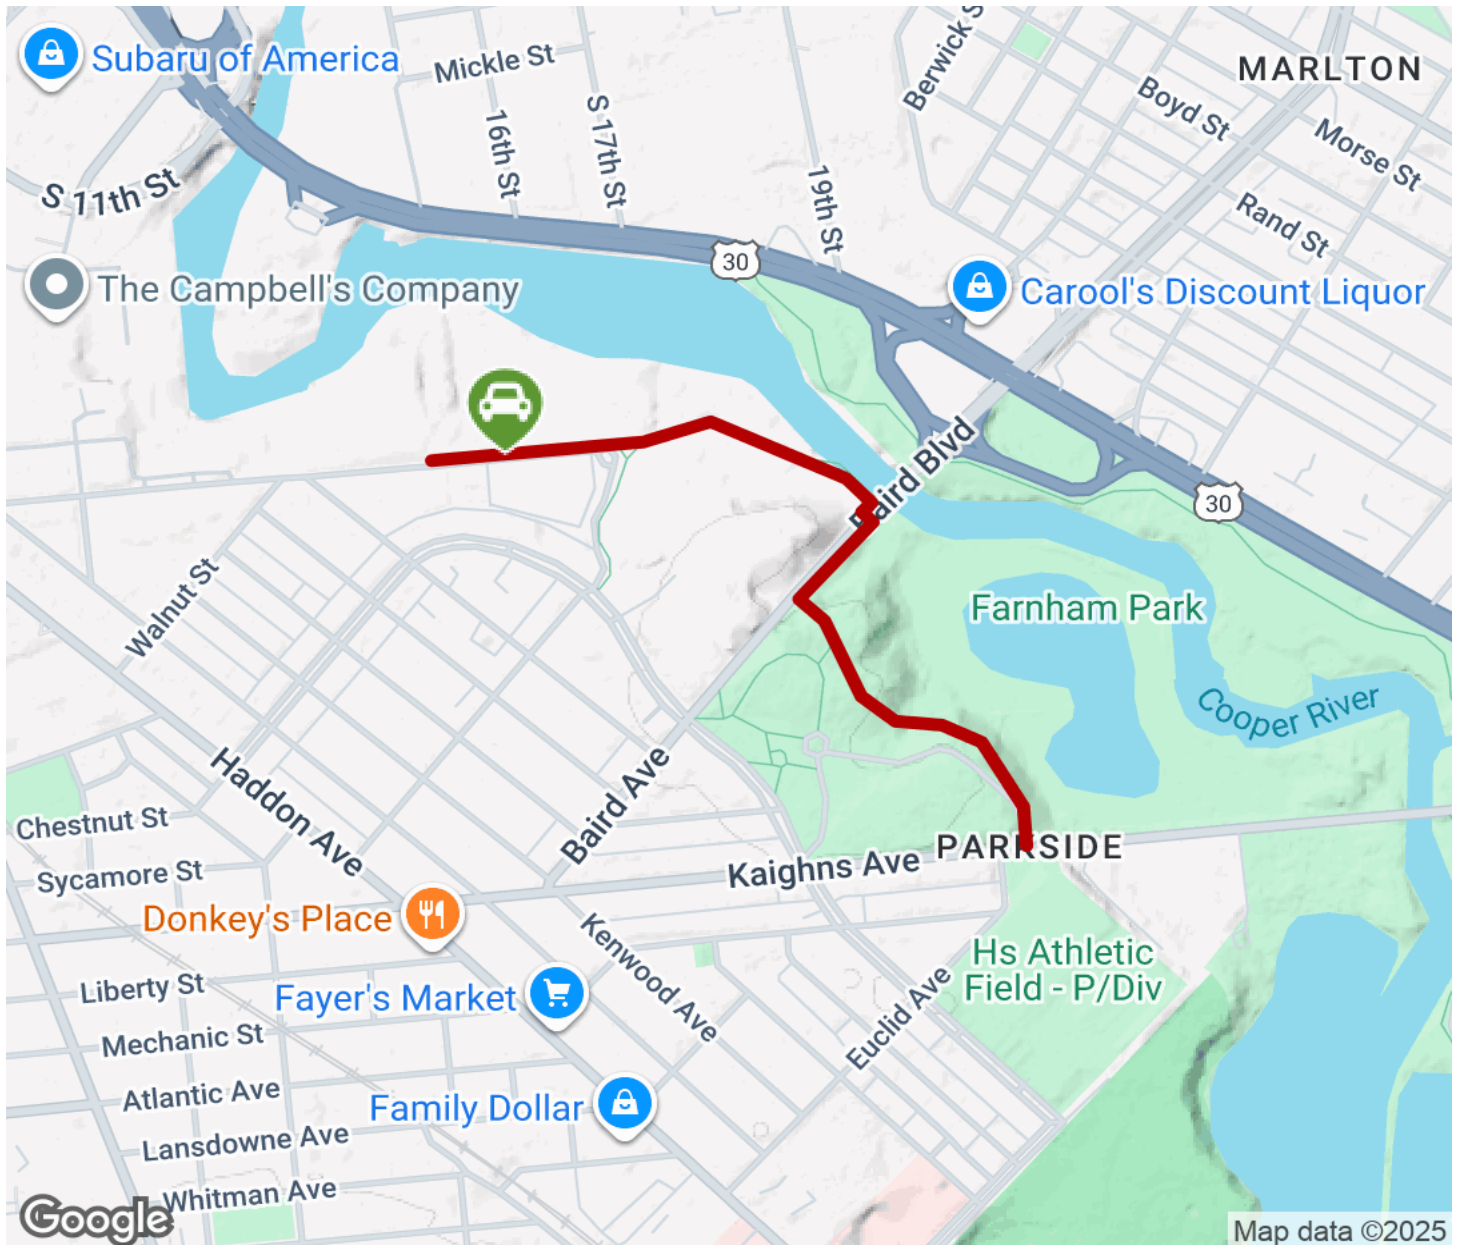 Subaru of America
Mickle St
Berwick S
MARLTON
Boyd St
Morse St
S 17th St
16th St
19th St
S 11th St
Rand St
30
The Campbell's Company
Carool's Discount Liquor
Baird Blvd
30
Walnut St
Farnham Park
Cooper River
Haddon Ave
Baird Ave
Chestnut St
PARKSIDE
Kaighns Ave
Sycamore St
Donkey's Place
Kenwood Ave
Hs Athletic
Field - P/Div
Liberty St
Fayer's Market
Euclid Ave
Mechanic St
Atlantic Ave
Family Dollar
Lansdowne Ave
Whitman Ave
Google
Map data ©2025